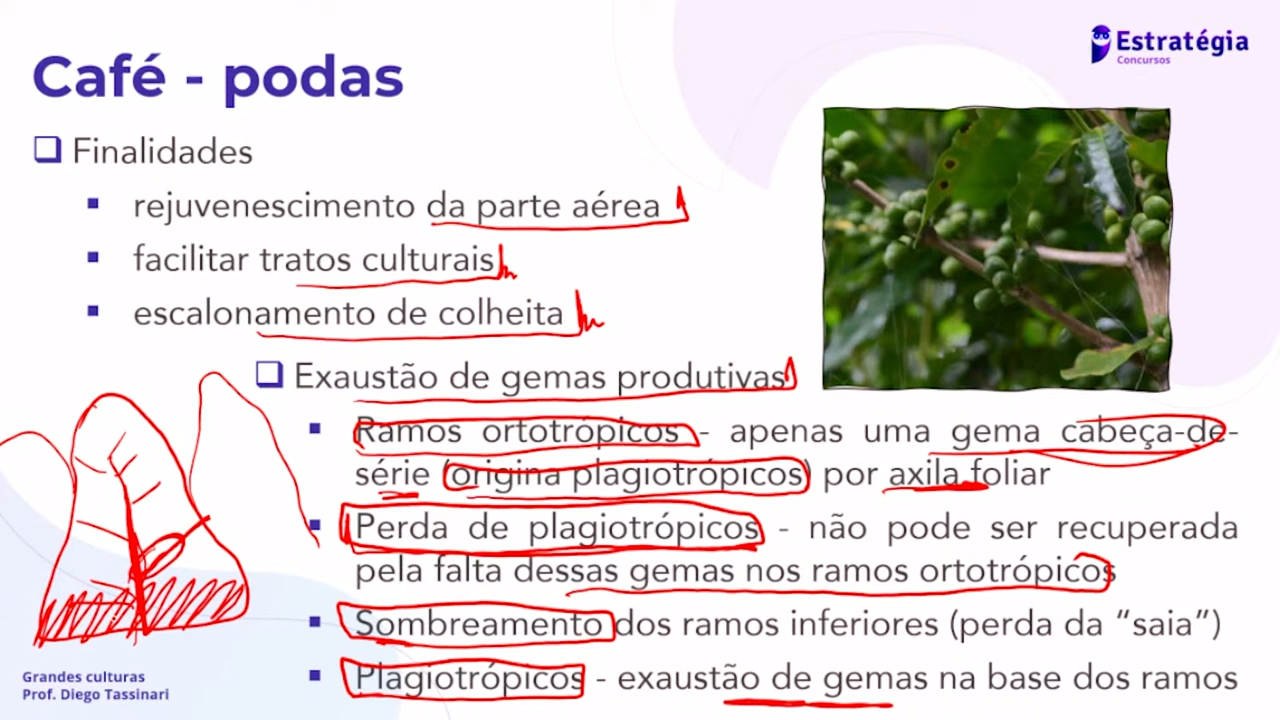 Estratégia
Concursos
Café - podas
Finalidades
rejuvenescimento da parte aérea
facilitar tratos culturais
escalonamento de colheita
Exaustão de gemas produtivas
Ramos ortotrópicos - apenas uma gema cabeça-de-
série (origina plagiotrópicos) por axila foliar
Perda de plagiotrópicos - não pode ser recuperada
pela falta dessas gemas nos ramos ortotrópicos
Sombreamento dos ramos inferiores (perda da “saia”)
Plagiotrópicos - exaustão de gemas na base dos ramos
Grandes culturas
Prof. Diego Tassinari